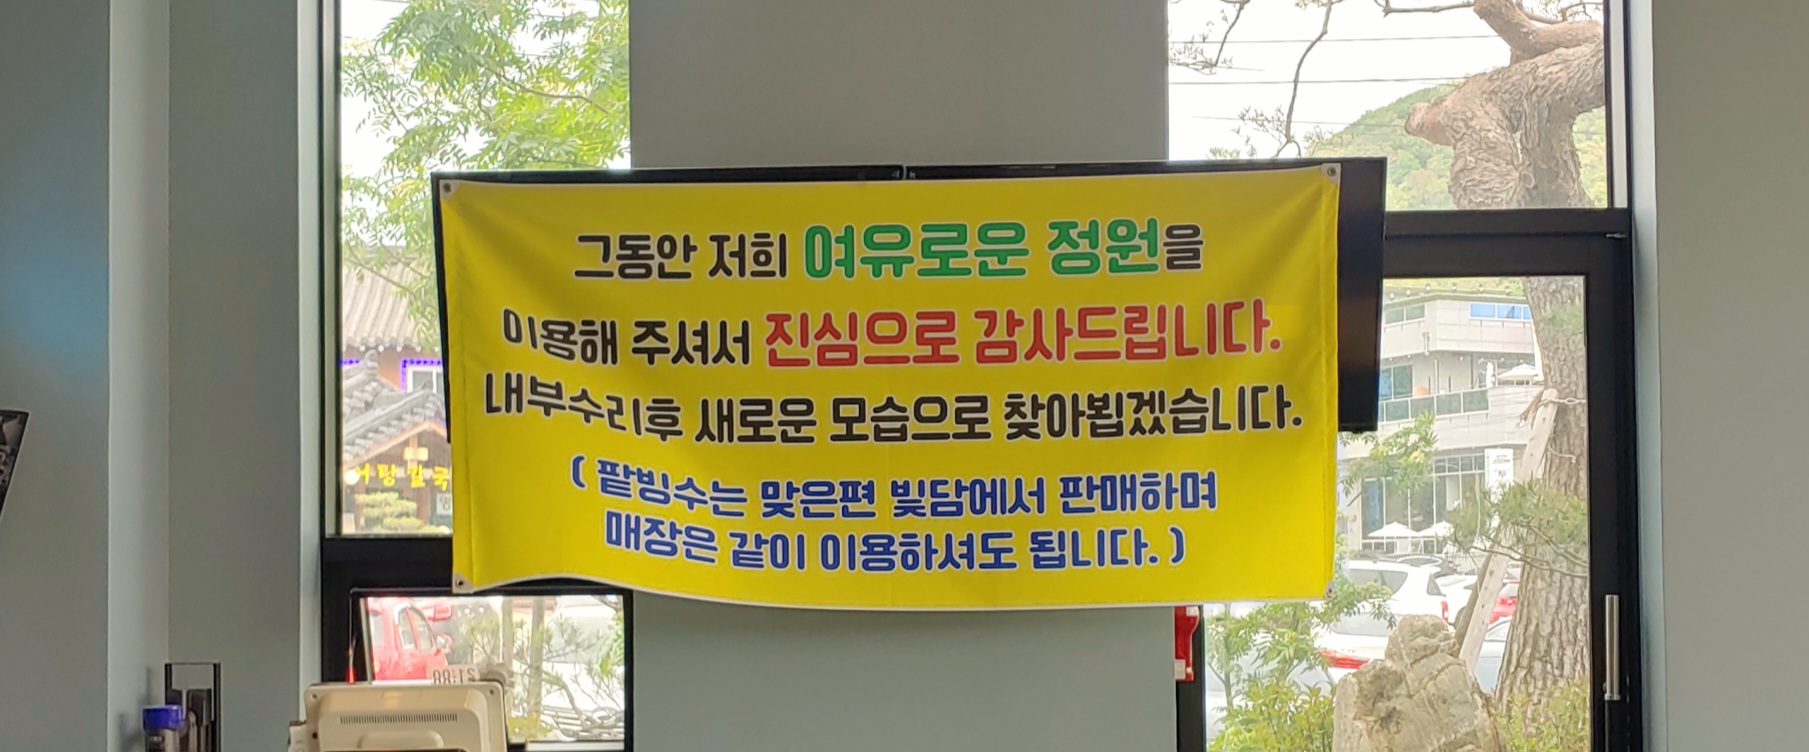 그동안 저희 여유로운 정원을
이용해 주셔서 진심으로 감사드립니다.
내부수리후 새로운 모습으로 찾아뵙겠습니다.
( 팥빙수는 맞은편 빛담에서 판매하며
매장은 같이 이용하셔도 됩니다. )
팡 칼국